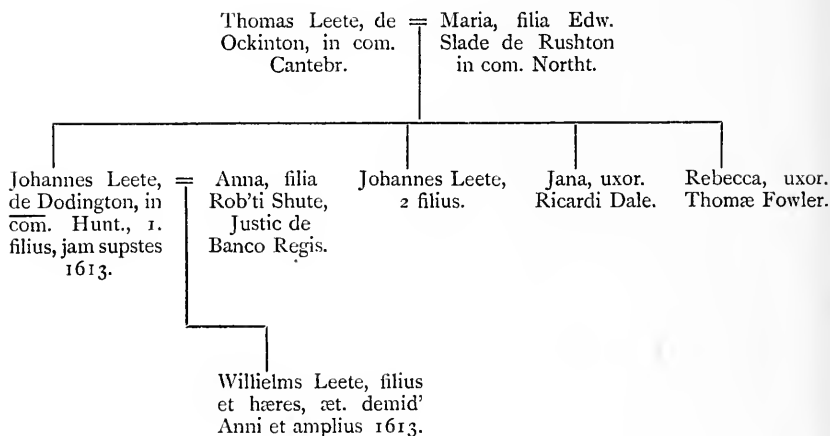 Thomas Leete, de
Ockinton, in com.
Cantebr.
=
Maria, filia Edw.
Slade de Rushton
in com. Northt.
Johannes Leete,
de Dodington, in
com. Hunt., 1.
filius, jam supstes
1613.
=
Anna, filia
Rob'ti Shute,
Justic de
Banco Regis.
Johannes Leete,
2 filius.
Jana, uxor.
Ricardi Dale.
Rebecca, uxor.
Thomæ Fowler.
Willielms Leete, filius
et hæres, æt. demid'
Anni et amplius 1613.